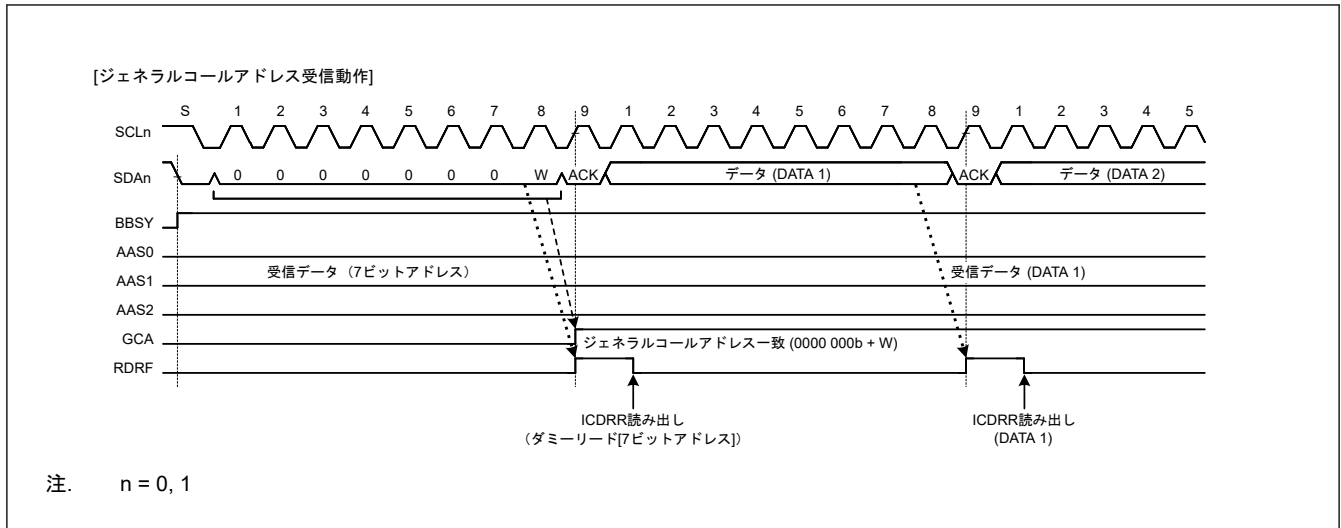 [ジェネラルコールアドレス受信動作]
S 1 2 3 4 5 6 7 8 9 1 2 3 4 5 6 7 8 9 1 2 3 4 5
SCLn
SDAn 0 0 0 0 0 0 0 W ACK データ (DATA 1) ACK データ (DATA 2)
BBSY
AAS0
受信データ（7ビットアドレス） 受信データ (DATA 1)
AAS1
AAS2
GCA ジェネラルコールアドレス一致 (0000 000b + W)
RDRF
ICDRR読み出し ICDRR読み出し
（ダミーリード[7ビットアドレス]） (DATA 1)
注. n = 0, 1